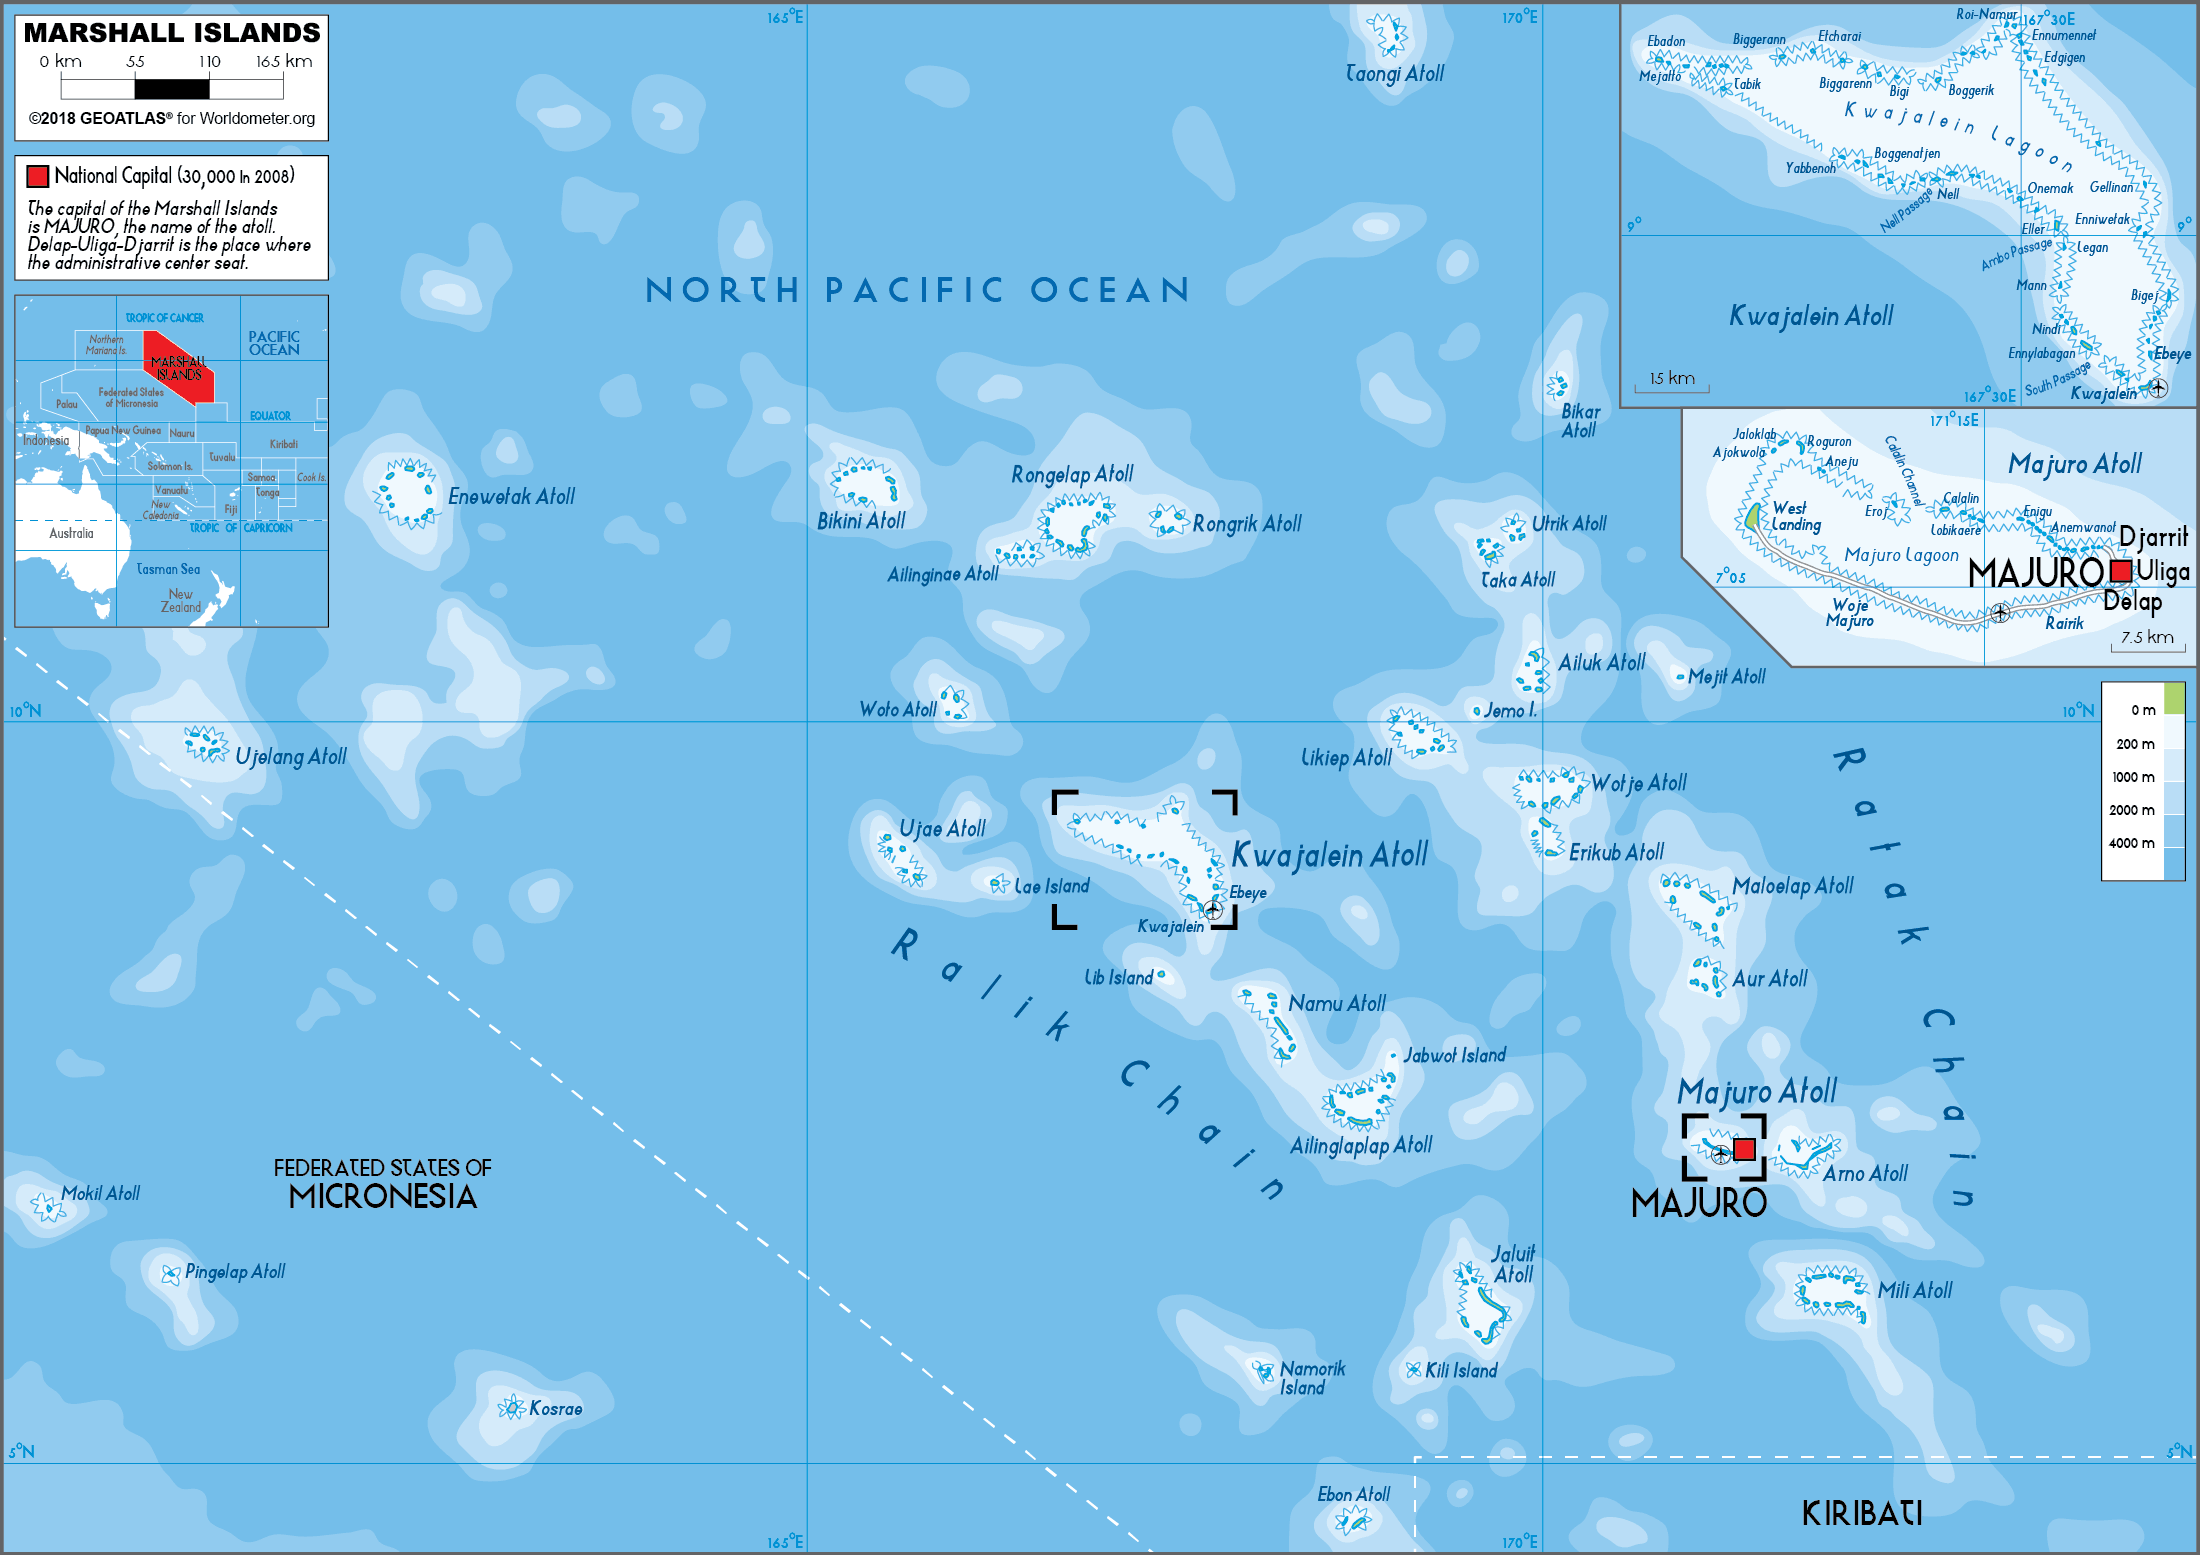 MARSHALL ISLANDS
0 km 55 110 165 km
©2018 GEOATLAS® for Worldometer.org
National Capital (30,000 In 2008)
The capital of the Marshall Islands
is MAJURO, the name of the atoll.
Delap-Uliga-Djarrit is the place where
the administrative center seat.
TROPIC OF CANCER
Northern
Mariana Is.
PACIFIC
OCEAN
MARSHALL
ISLANDS
Federated States
of Micronesia
Palau
EQUATOR
Papua New Guinea
Nauru
Indonesia
Kiribati
Tuvalu
Solomon Is.
Samoa
Cook Is.
Vanuatu
Tonga
New
Caledonia
Fiji
TROPIC OF CAPRICORN
Australia
Tasman Sea
New
Zealand
165°E
170°E
Taongi Atoll
NORTH PACIFIC OCEAN
Bikar
Atoll
Enewetak Atoll
Bikini Atoll
Rongelap Atoll
Rongrik Atoll
Ailinginae Atoll
Utrik Atoll
Taka Atoll
Ailuk Atoll
Mejit Atoll
Jemo I.
Woto Atoll
10°N
10°N
Ujelang Atoll
Likiep Atoll
Wotje Atoll
Erikub Atoll
Ujae Atoll
Lae Island
Kwajalein Atoll
Ebeye
Kwajalein
Maloelap Atoll
Aur Atoll
Lib Island
Namu Atoll
Jabwot Island
Ailinglaplap Atoll
Ralik Chain
Ratak Chain
Majuro Atoll
MAJURO
Arno Atoll
FEDERATED STATES OF
MICRONESIA
Mokil Atoll
Pingelap Atoll
Kosrae
Jaluit
Atoll
Mili Atoll
Namorik
Island
Kili Island
5°N
5°N
Ebon Atoll
KIRIBATI
165°E
170°E
Roi-Namur
167°30E
Ebadon
Biggerann
Etcharai
Ennumennet
Edgigen
Mejatto
Tabik
Biggarenn
Bigi
Boggerik
Kwajalein Lagoon
Boggenatjen
Yabbenoh
Nell Passage
Nell
Onemak
Gellinan
Enniwetak
9°
9°
Eller
Ambo Passage
Legan
Mann
Bigej
Kwajalein Atoll
Nindi
Ennylabagan
Ebeye
South Passage
15 km
167°30E
Kwajalein
171°15E
Jaloklab
Roguron
Ajokwola
Aneju
Calalin Channel
Majuro Atoll
West
Landing
Eroj
Calalin
Lobikaere
Enigu
Anemwanot
Djarrit
Majuro Lagoon
MAJURO
Uliga
7°05
Delap
Woje
Majuro
Rairik
7.5 km
0 m
200 m
1000 m
2000 m
4000 m